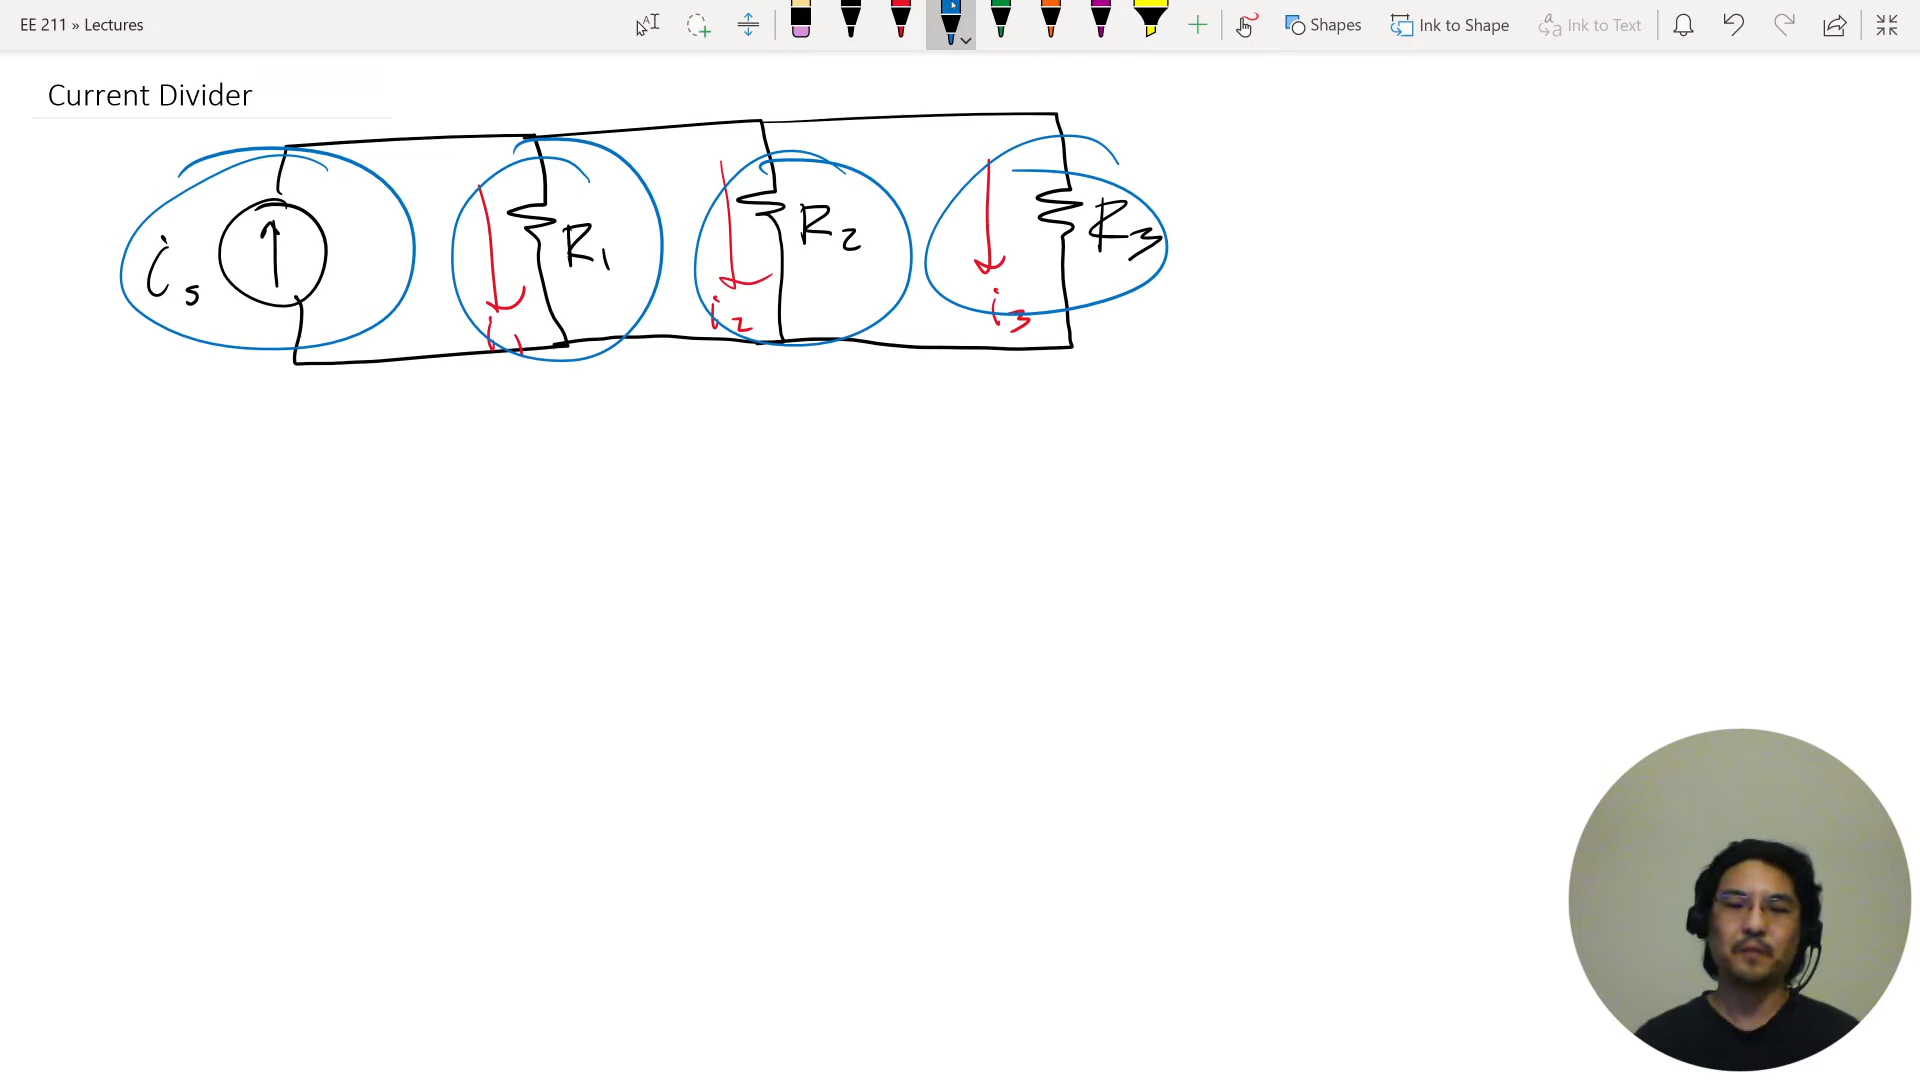 EE 211 » Lectures
Shapes
Ink to Shape
Ink to Text
Current Divider
is
R1
R2
R3
i1
i2
i3